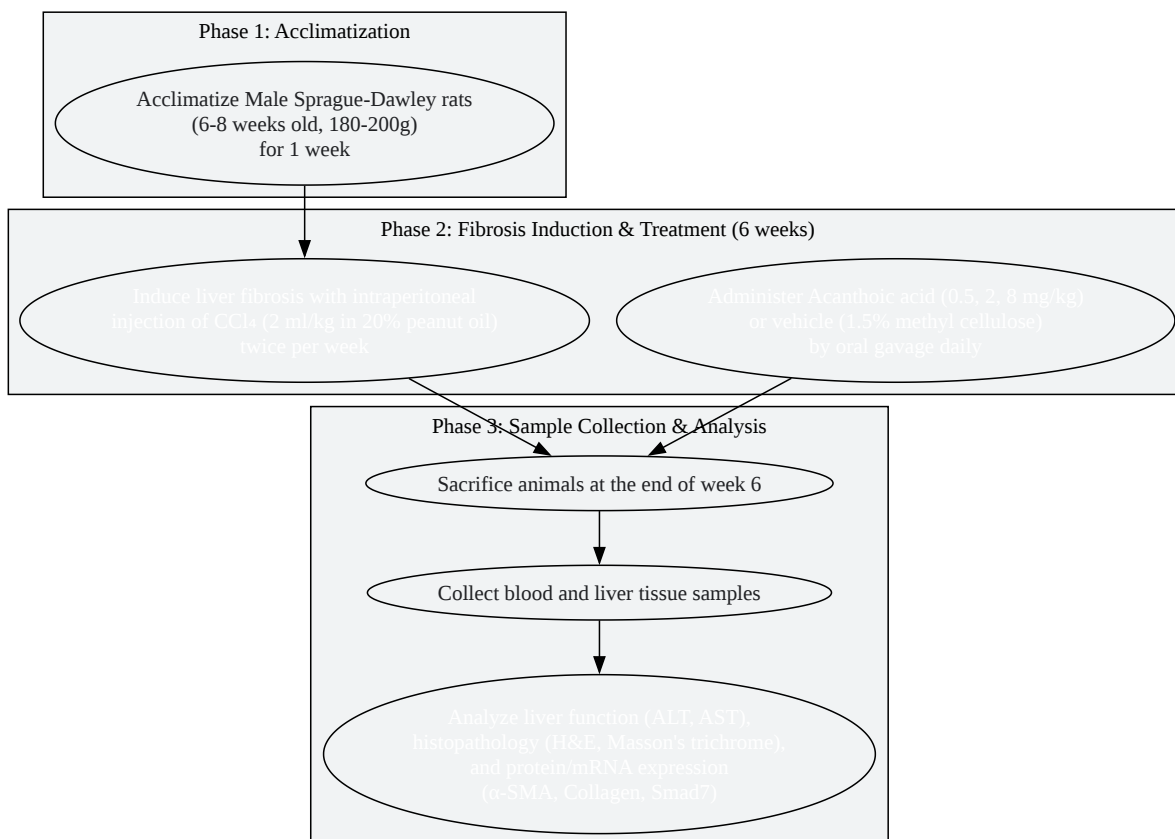 Phase 1: Acclimatization
Acclimatize Male Sprague-Dawley rats
(6-8 weeks old, 180-200g)
for 1 week
Phase 2: Fibrosis Induction & Treatment (6 weeks)
Induce liver fibrosis with intraperitoneal
injection of CCl₄ (2 ml/kg in 20% peanut oil)
twice per week
Administer Acanthoic acid (0.5, 2, 8 mg/kg)
or vehicle (1.5% methyl cellulose)
by oral gavage daily
Phase 3: Sample Collection & Analysis
Sacrifice animals at the end of week 6
Collect blood and liver tissue samples
Analyze liver function (ALT, AST),
histopathology (H&E, Masson's trichrome),
and protein/mRNA expression
(α-SMA, Collagen, Smad7)